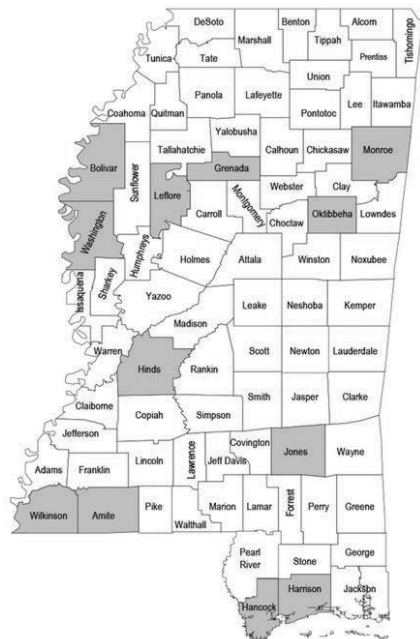 DeSoto
Benton
Alcorn
Tishomingo
Marshall
Tippah
Prentiss
Tunica
Tate
Union
Panola
Lafeyette
Lee
Itawamba
Pontotoc
Coahoma
Quitman
Yalobusha
Tallahatchie
Calhoun
Chickasaw
Monroe
Bolivar
Sunflower
Leflore
Grenada
Webster
Clay
Carroll
Montgomery
Oktibbeha
Lowndes
Choctaw
Washington
Humphreys
Holmes
Attala
Winston
Noxubee
Issaquena
Sharkey
Yazoo
Leake
Neshoba
Kemper
Madison
Warren
Scott
Newton
Lauderdale
Hinds
Rankin
Claiborne
Smith
Jasper
Clarke
Copiah
Simpson
Jefferson
Covington
Jones
Wayne
Lincoln
Lawrence
Jeff Davis
Adams
Franklin
Wilkinson
Amite
Pike
Walthall
Marion
Lamar
Forrest
Perry
Greene
Pearl
River
Stone
George
Hancock
Harrison
Jackson